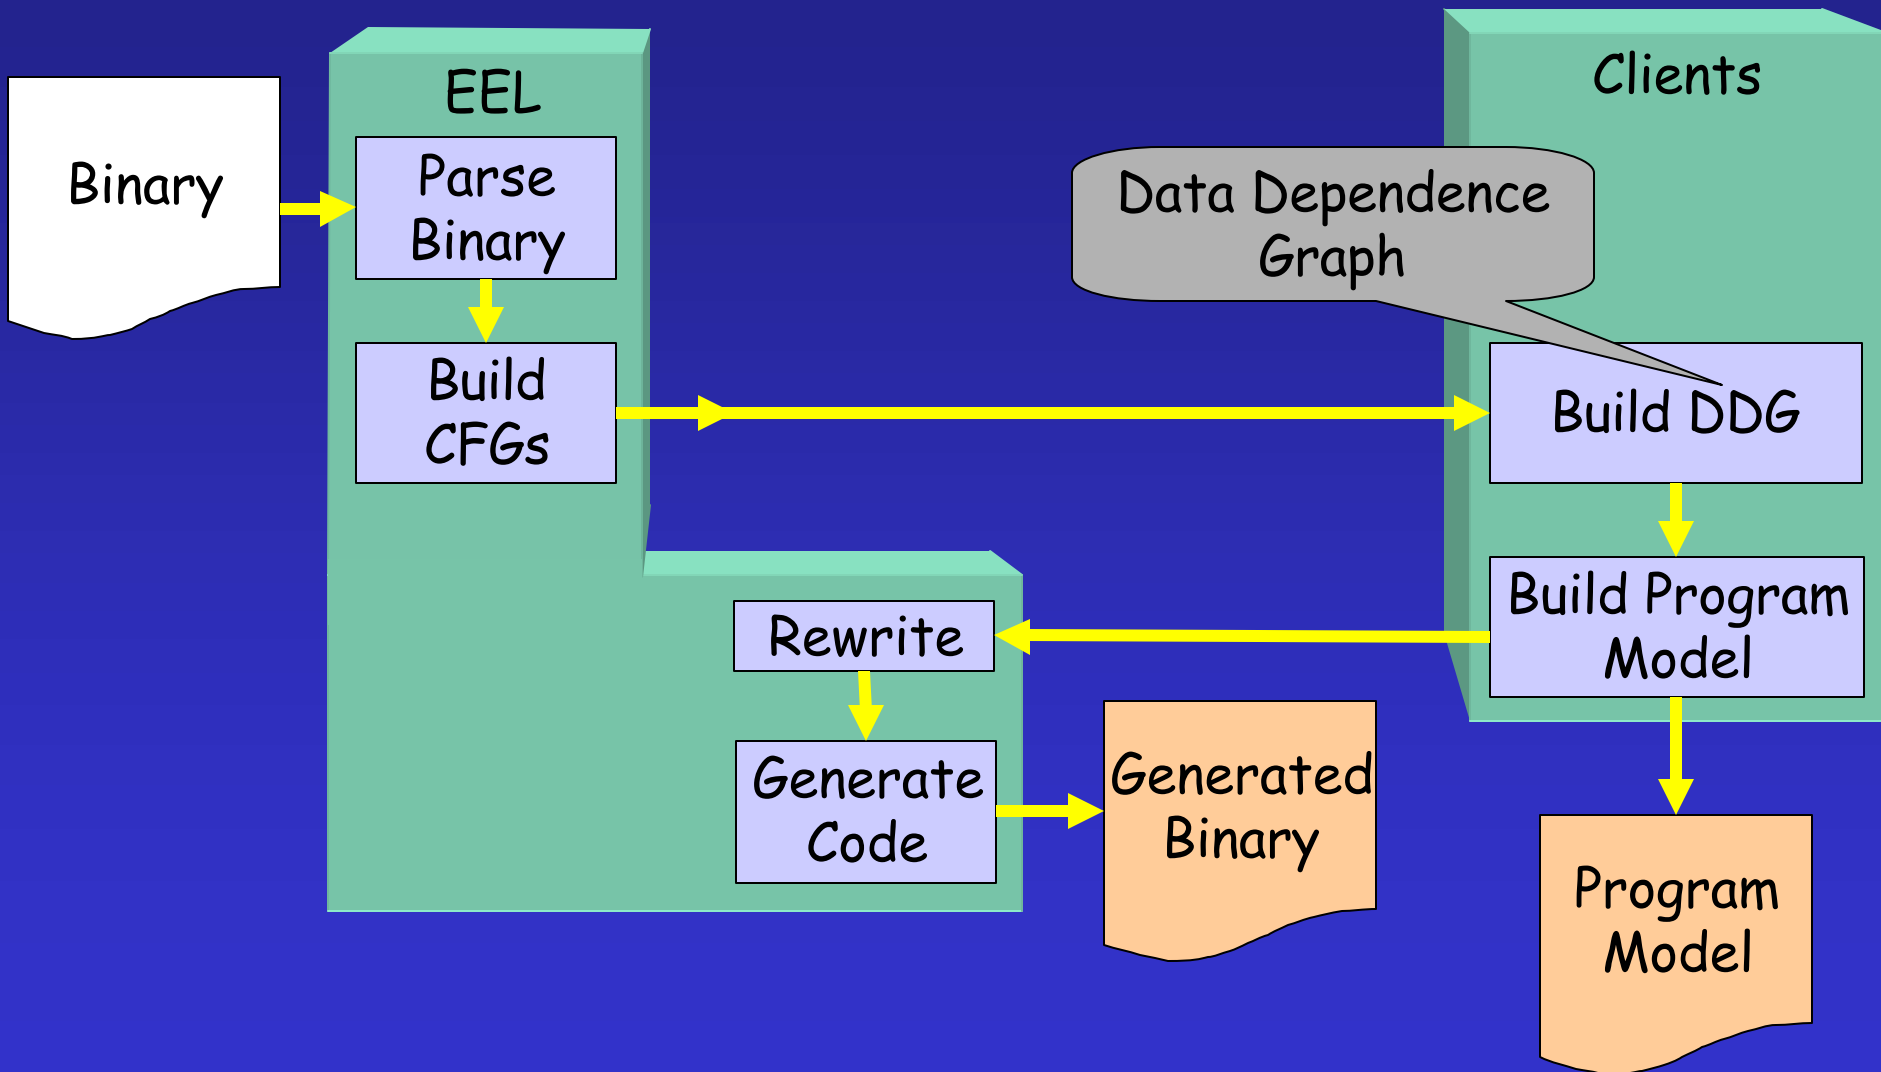 Binary
EEL
Parse
Binary
Build
CFGs
Clients
Data Dependence
Graph
Build DDG
Build Program
Model
Rewrite
Generate
Code
Generated
Binary
Program
Model